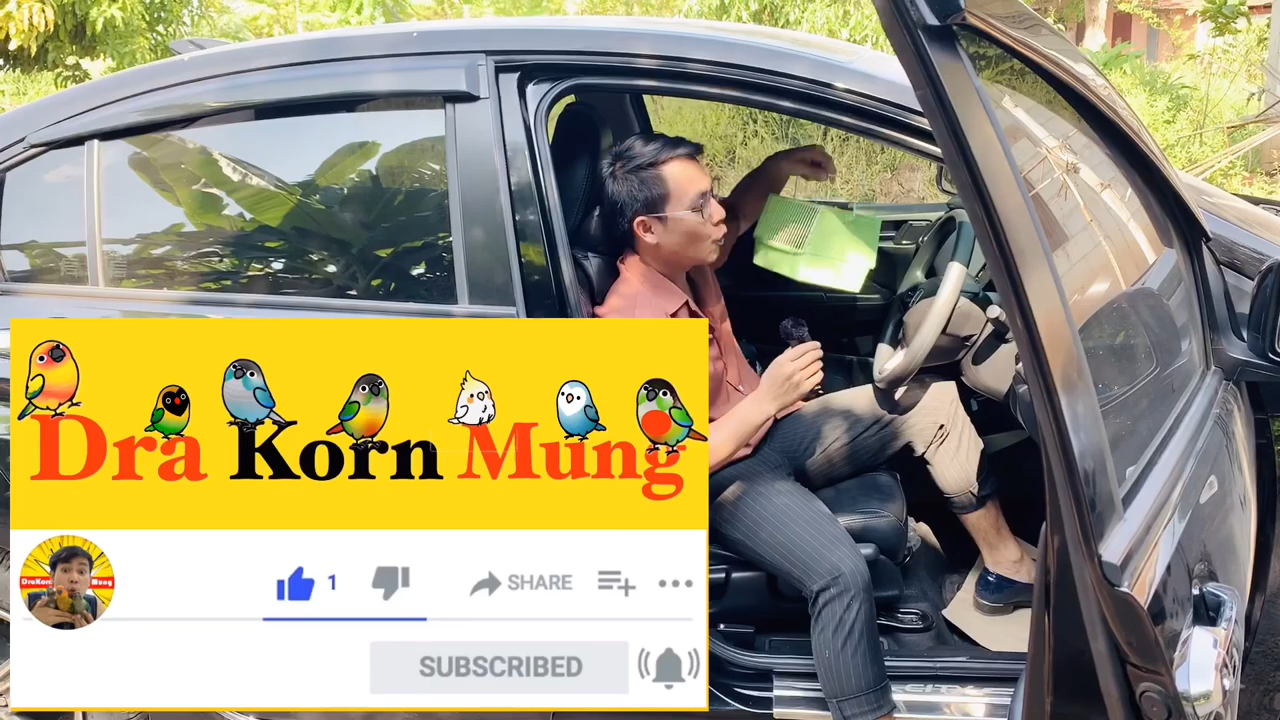 Dra Korn Mung
DraKorn Mung
1
SHARE
SUBSCRIBED
CITY